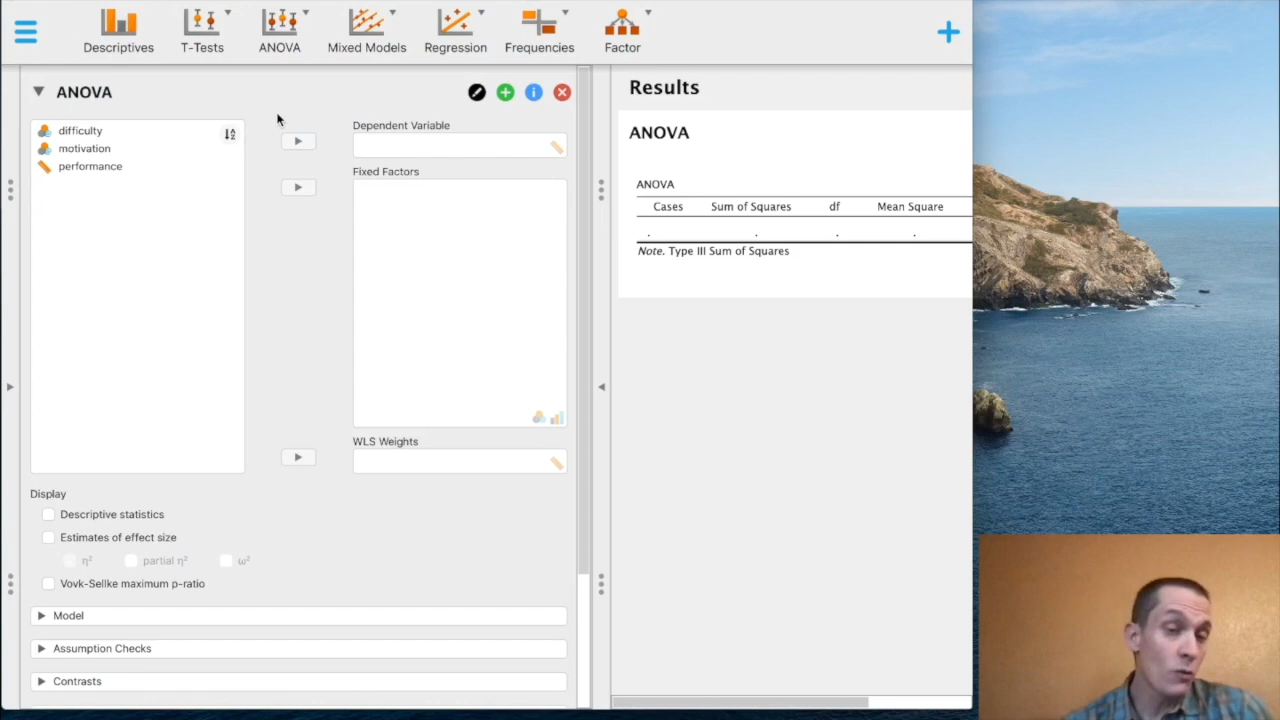 Descriptives
T-Tests
ANOVA
Mixed Models
Regression
Frequencies
Factor
ANOVA
difficulty
motivation
performance
Dependent Variable
Fixed Factors
WLS Weights
Display
Descriptive statistics
Estimates of effect size
η² partial η² ω²
Vovk-Sellke maximum p-ratio
Model
Assumption Checks
Contrasts
Results
ANOVA
ANOVA
Cases Sum of Squares df Mean Square
. . . .
Note. Type III Sum of Squares